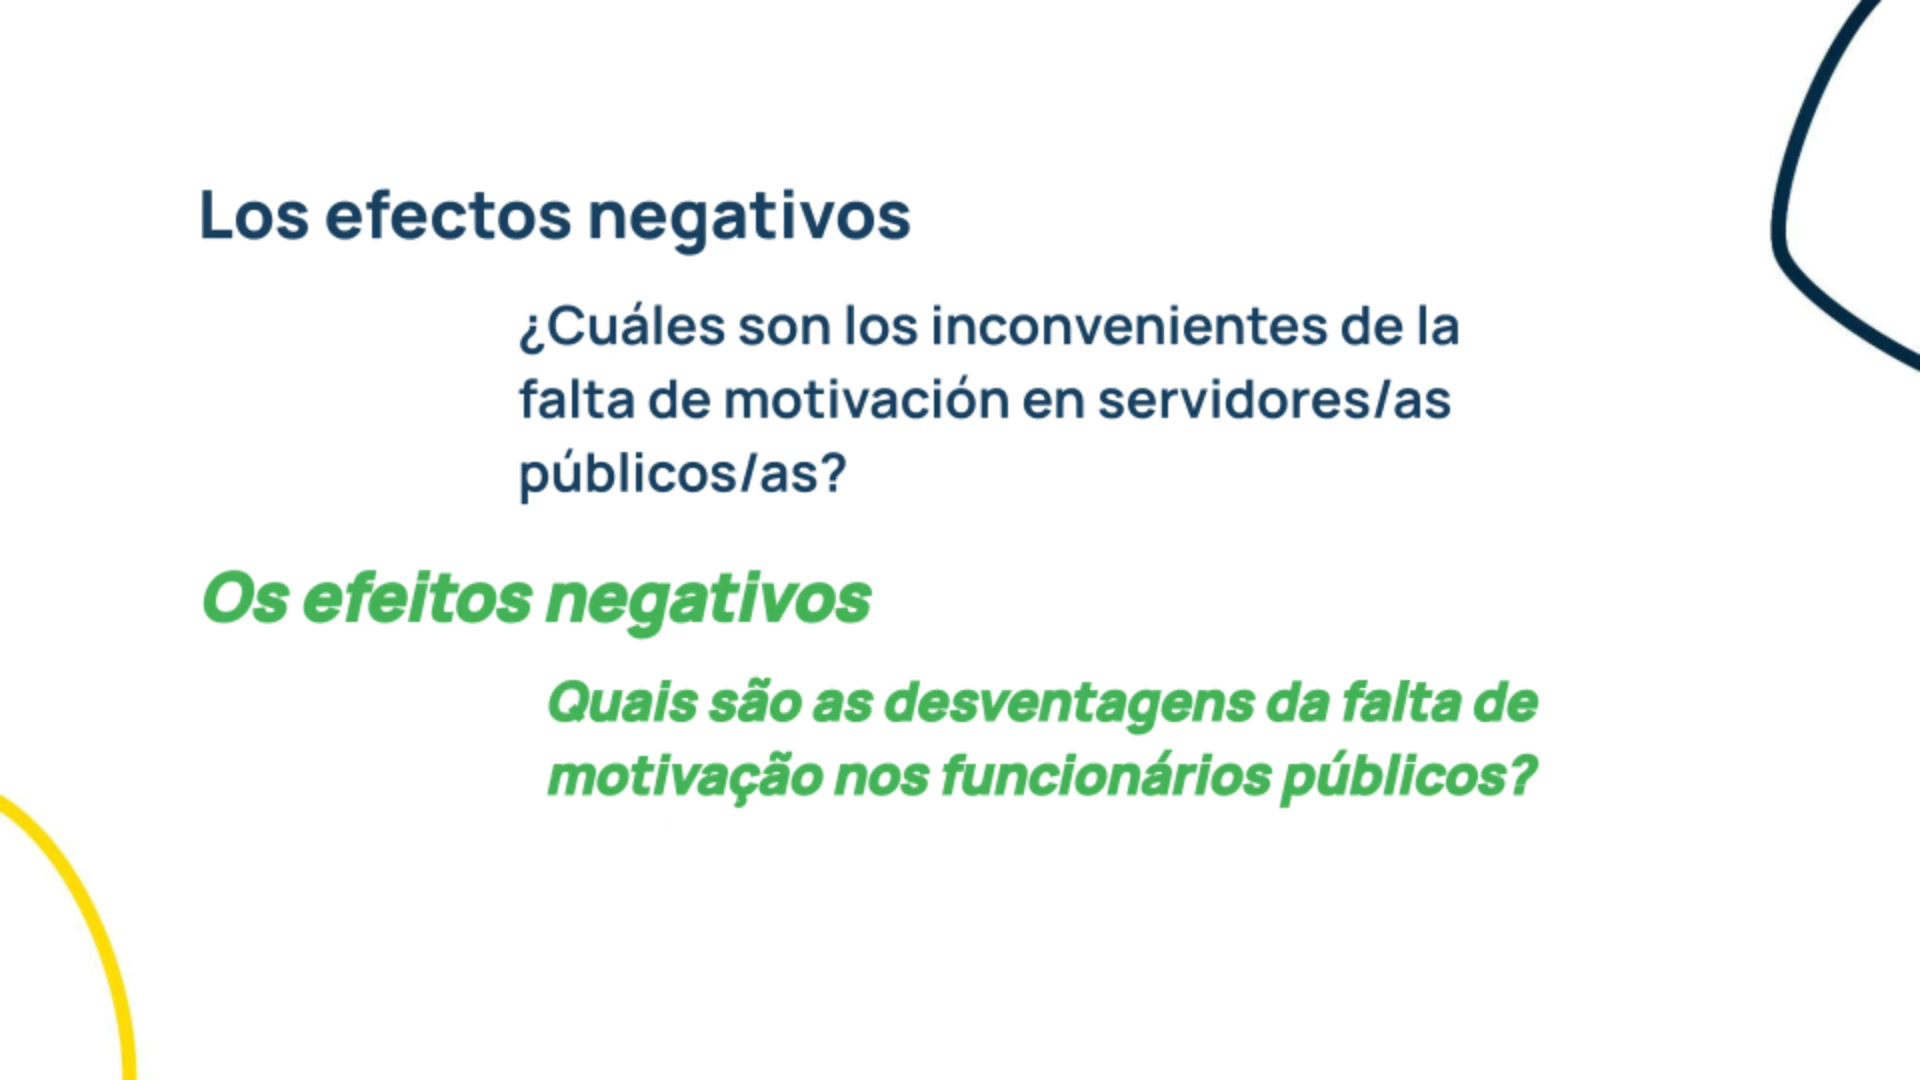 Los efectos negativos
¿Cuáles son los inconvenientes de la
falta de motivación en servidores/as
públicos/as?
Os efeitos negativos
Quais são as desventagens da falta de
motivação nos funcionários públicos?